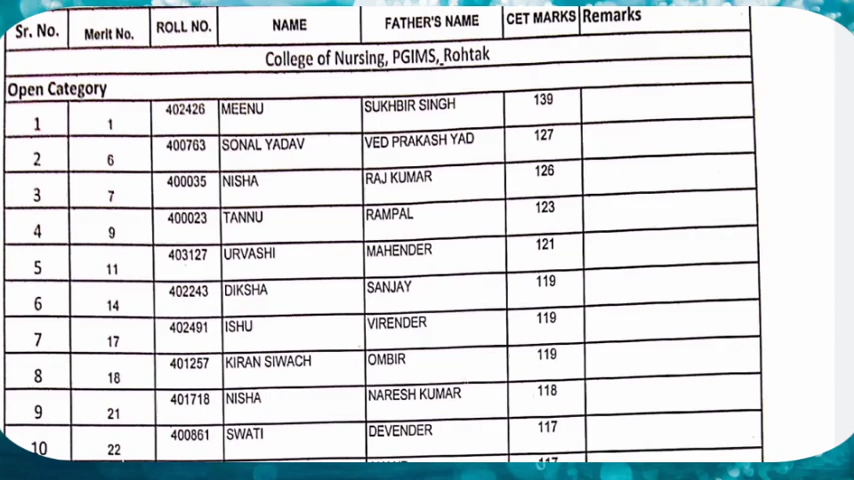 Sr. No. Merit No. ROLL NO. NAME FATHER'S NAME CET MARKS Remarks
College of Nursing, PGIMS, Rohtak
Open Category
1 1 402426 MEENU SUKHBIR SINGH 139
2 6 400763 SONAL YADAV VED PRAKASH YAD 127
3 7 400035 NISHA RAJ KUMAR 126
4 9 400023 TANNU RAMPAL 123
5 11 403127 URVASHI MAHENDER 121
6 14 402243 DIKSHA SANJAY 119
7 17 402491 ISHU VIRENDER 119
8 18 401257 KIRAN SIWACH OMBIR 119
9 21 401718 NISHA NARESH KUMAR 118
10 22 400861 SWATI DEVENDER 117